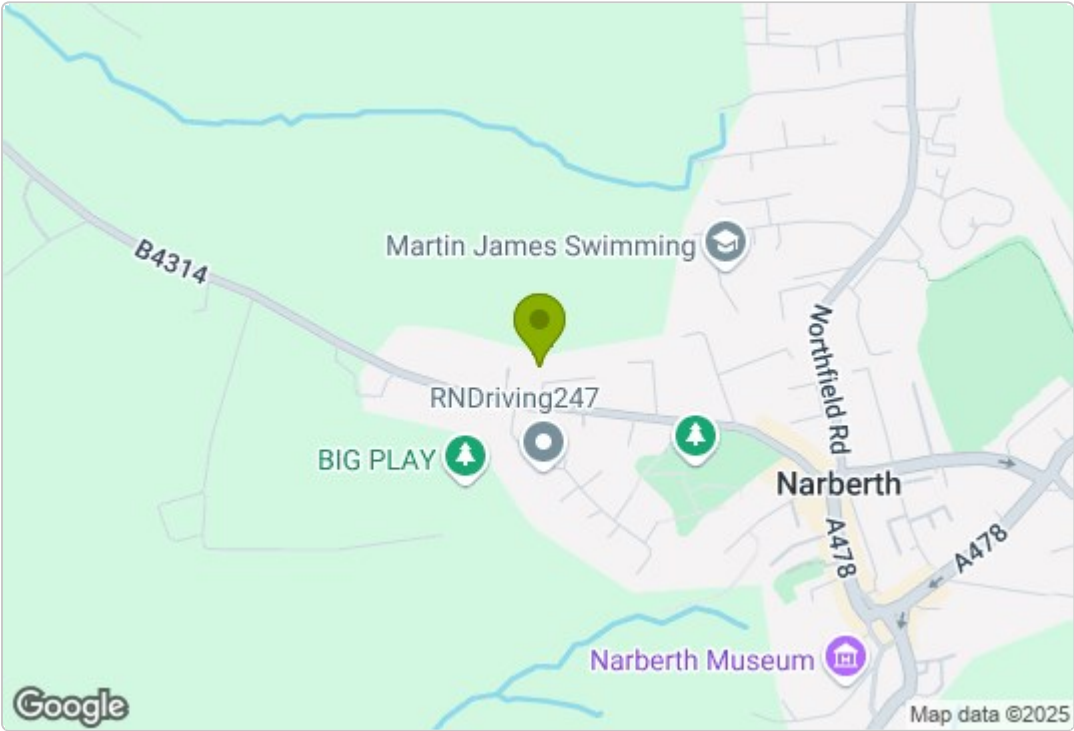 Martin James Swimming
B4314
Northfield Rd
RNDriving247
BIG PLAY
Narberth
A478
A478
Narberth Museum
Google
Map data ©2025